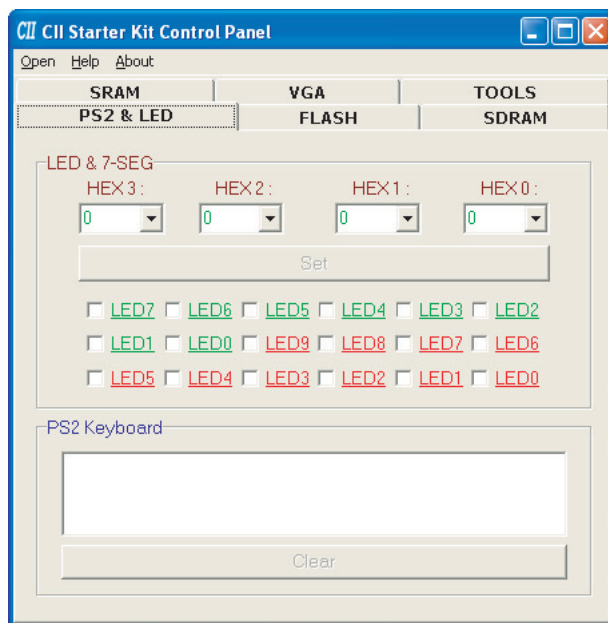 CII CII Starter Kit Control Panel
Open Help About
SRAM VGA TOOLS
PS2 & LED FLASH SDRAM
LED & 7-SEG
HEX 3 : HEX 2 : HEX 1 : HEX 0 :
0 0 0 0
Set
LED7 LED6 LED5 LED4 LED3 LED2
LED1 LED0 LED9 LED8 LED7 LED6
LED5 LED4 LED3 LED2 LED1 LED0
PS2 Keyboard
Clear